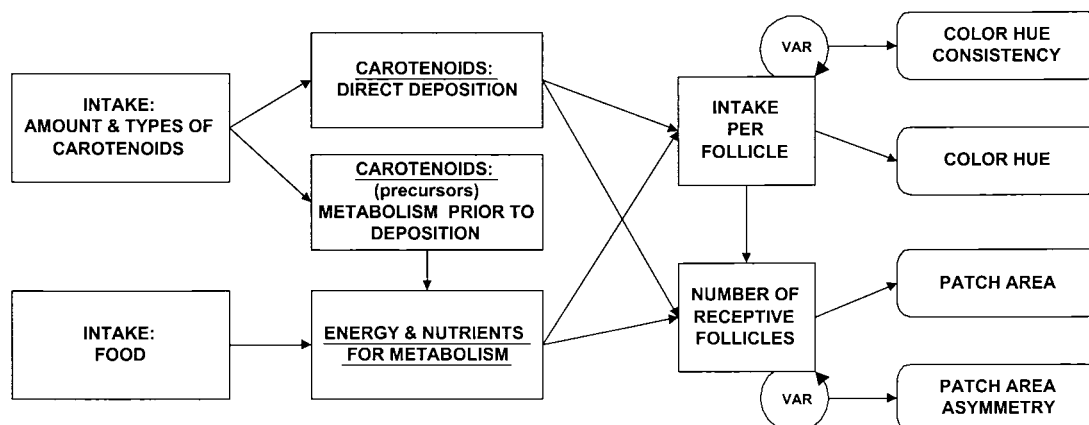 INTAKE:
AMOUNT & TYPES OF
CAROTENOIDS
INTAKE:
FOOD
CAROTENOIDS:
DIRECT DEPOSITION
CAROTENOIDS:
(precursors)
METABOLISM PRIOR TO
DEPOSITION
ENERGY & NUTRIENTS
FOR METABOLISM
VAR
INTAKE
PER
FOLLICLE
NUMBER OF
RECEPTIVE
FOLLICLES
VAR
COLOR HUE
CONSISTENCY
COLOR HUE
PATCH AREA
PATCH AREA
ASYMMETRY